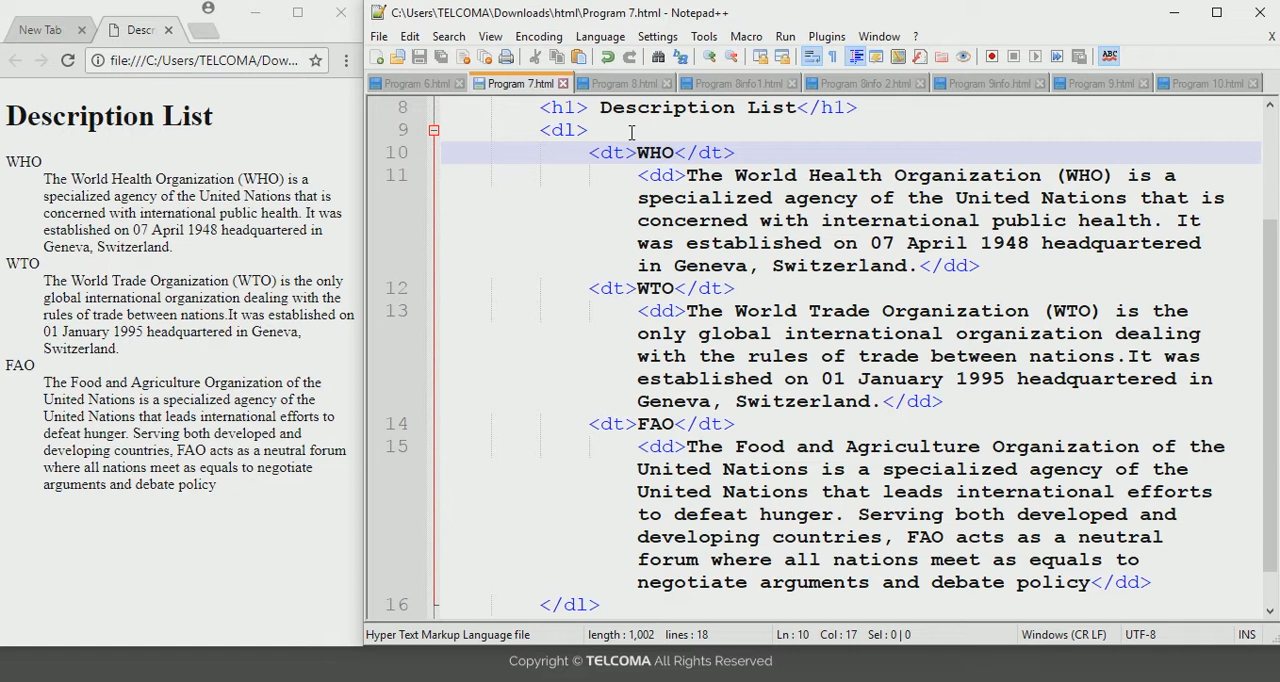 New Tab
Descr
file:///C:/Users/TELCOMA/Dow...
Description List
WHO
The World Health Organization (WHO) is a
specialized agency of the United Nations that is
concerned with international public health. It was
established on 07 April 1948 headquartered in
Geneva, Switzerland.
WTO
The World Trade Organization (WTO) is the only
global international organization dealing with the
rules of trade between nations.It was established on
01 January 1995 headquartered in Geneva,
Switzerland.
FAO
The Food and Agriculture Organization of the
United Nations is a specialized agency of the
United Nations that leads international efforts to
defeat hunger. Serving both developed and
developing countries, FAO acts as a neutral forum
where all nations meet as equals to negotiate
arguments and debate policy
C:\Users\TELCOMA\Downloads\html\Program 7.html - Notepad++
File Edit Search View Encoding Language Settings Tools Macro Run Plugins Window ? X
ABC
Program 6.html Program 7.html Program 8.html Program 8info1.html Program 8info 2.html Program 9info.html Program 9.html Program 10.html
8 <h1> Description List</h1>
9 <dl>
10 <dt>WHO</dt>
11 <dd>The World Health Organization (WHO) is a
specialized agency of the United Nations that is
concerned with international public health. It
was established on 07 April 1948 headquartered
in Geneva, Switzerland.</dd>
12 <dt>WTO</dt>
13 <dd>The World Trade Organization (WTO) is the
only global international organization dealing
with the rules of trade between nations.It was
established on 01 January 1995 headquartered in
Geneva, Switzerland.</dd>
14 <dt>FAO</dt>
15 <dd>The Food and Agriculture Organization of the
United Nations is a specialized agency of the
United Nations that leads international efforts
to defeat hunger. Serving both developed and
developing countries, FAO acts as a neutral
forum where all nations meet as equals to
negotiate arguments and debate policy</dd>
16 </dl>
Hyper Text Markup Language file length : 1,002 lines : 18 Ln : 10 Col : 17 Sel : 0 | 0 Windows (CR LF) UTF-8 INS
Copyright © TELCOMA All Rights Reserved